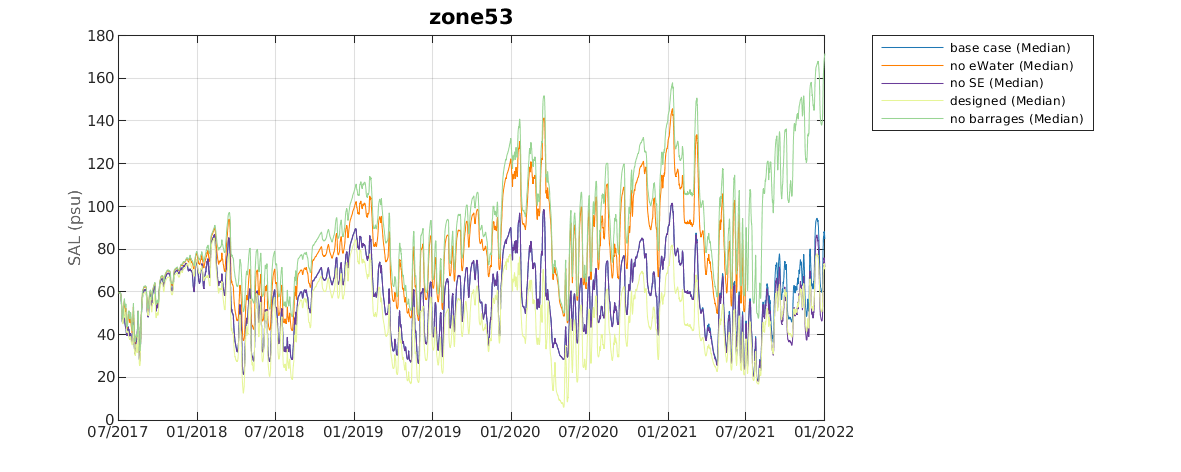 zone53
180
160
140
120
100
80
60
40
20
0
SAL (psu)
07/2017
01/2018
07/2018
01/2019
07/2019
01/2020
07/2020
01/2021
07/2021
01/2022
base case (Median)
no eWater (Median)
no SE (Median)
designed (Median)
no barrages (Median)